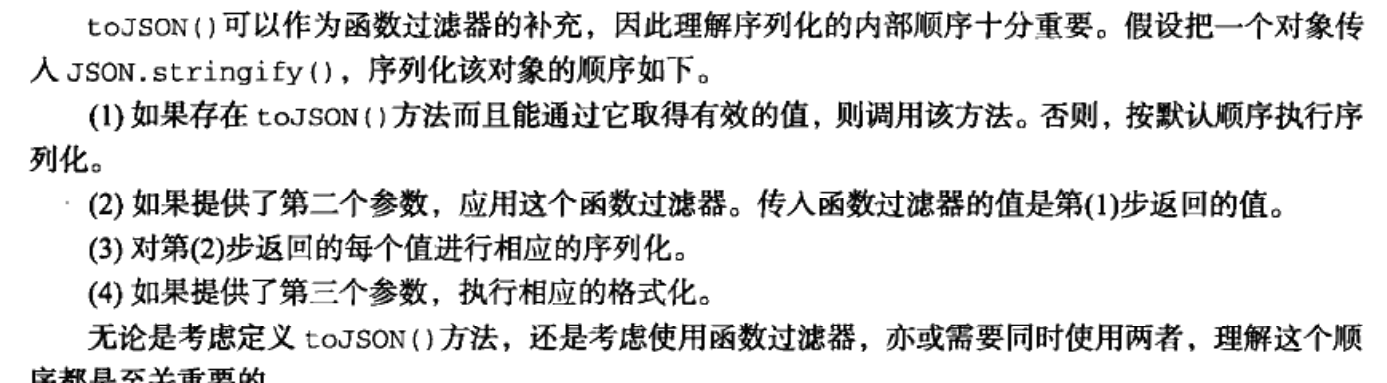 toJSON()可以作为函数过滤器的补充，因此理解序列化的内部顺序十分重要。假设把一个对象传
入JSON.stringify()，序列化该对象的顺序如下。
(1) 如果存在 toJSON()方法而且能通过它取得有效的值，则调用该方法。否则，按默认顺序执行序
列化。
(2) 如果提供了第二个参数，应用这个函数过滤器。传入函数过滤器的值是第(1)步返回的值。
(3) 对第(2)步返回的每个值进行相应的序列化。
(4) 如果提供了第三个参数，执行相应的格式化。
无论是考虑定义 toJSON()方法，还是考虑使用函数过滤器，亦或需要同时使用两者，理解这个顺
序都是至关重要的